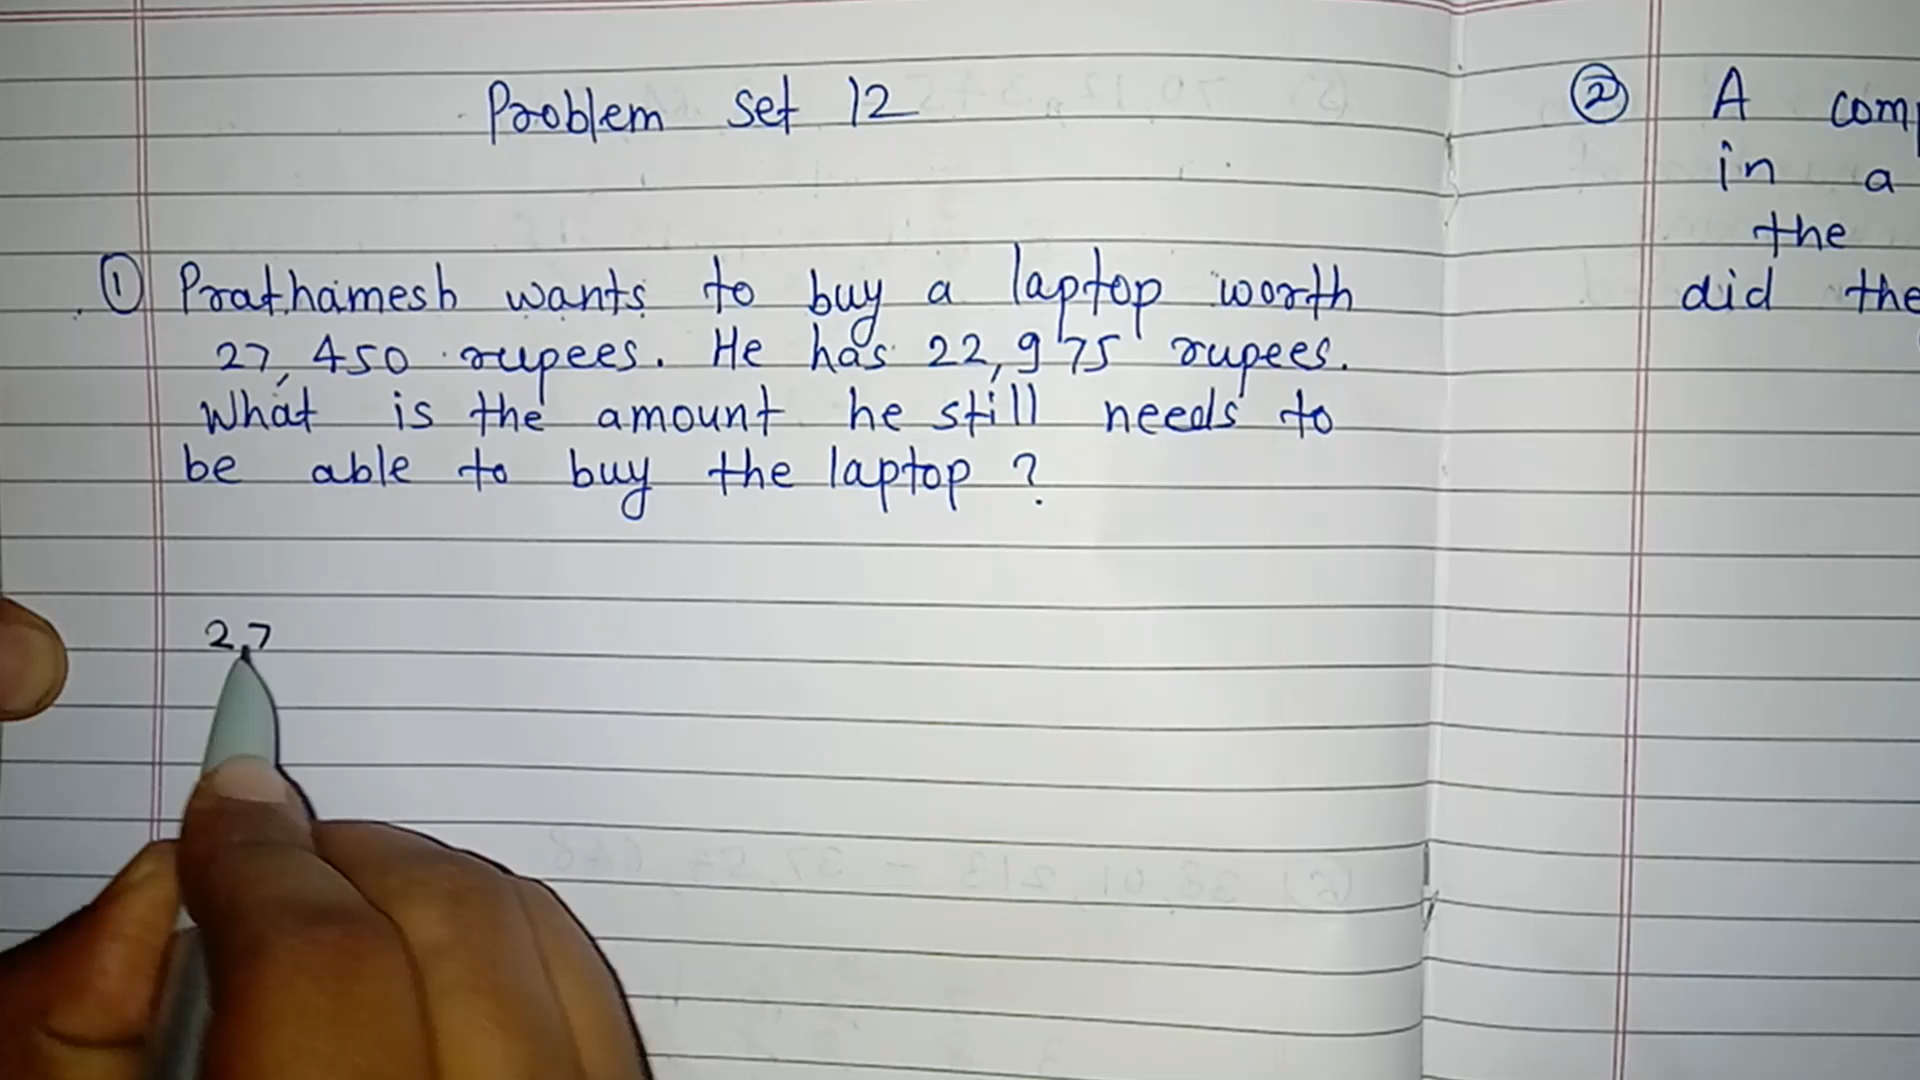 Problem set 12
① Prathamesh wants to buy a laptop worth
27,450 rupees. He has 22,975 rupees.
What is the amount he still needs to
be able to buy the laptop ?
27
② A
in a
the
did the